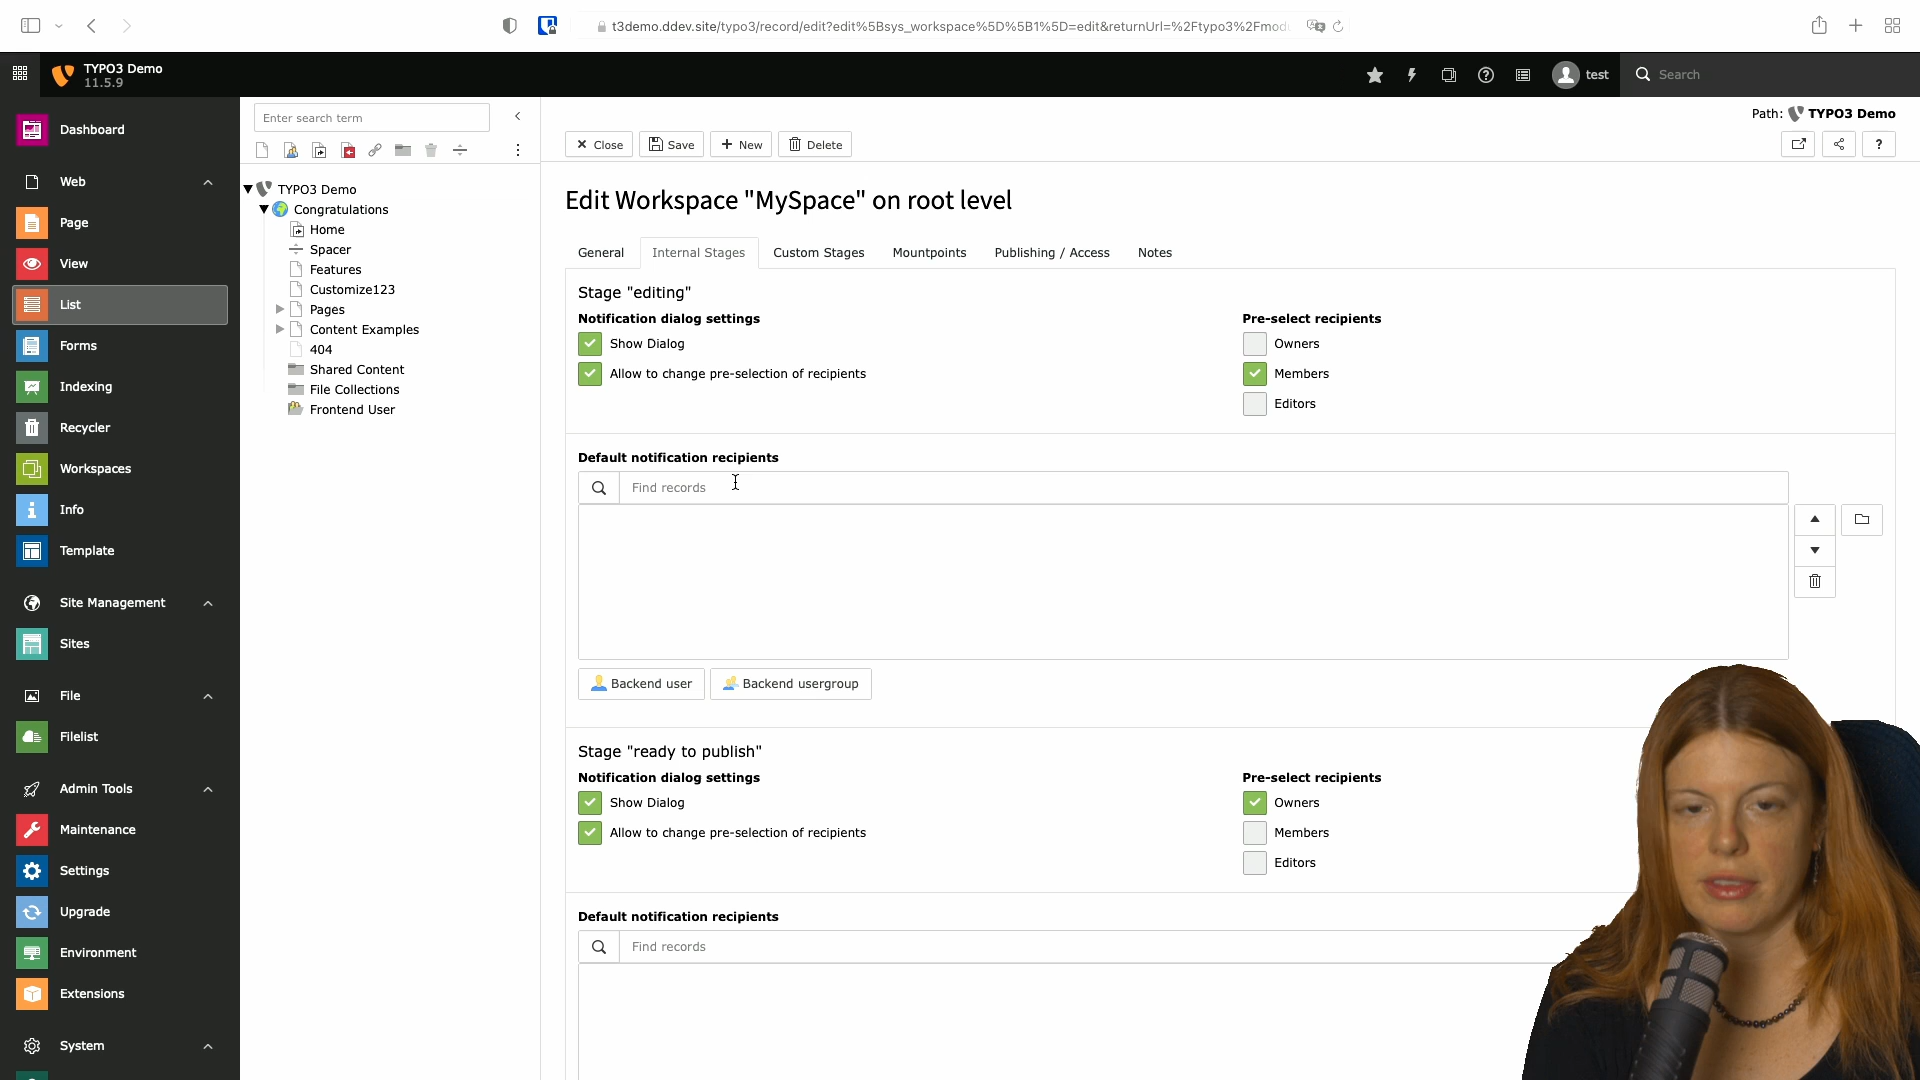 t3demo.ddev.site/typo3/record/edit?edit%5Bsys_workspace%5D%5B1%5D=edit&returnUrl=%2Ftypo3%2Fmod
TYPO3 Demo
11.5.9
test
Search
Dashboard
Web
Page
View
List
Forms
Indexing
Recycler
Workspaces
Info
Template
Site Management
Sites
File
Filelist
Admin Tools
Maintenance
Settings
Upgrade
Environment
Extensions
System
Enter search term
TYPO3 Demo
Congratulations
Home
Spacer
Features
Customize123
Pages
Content Examples
404
Shared Content
File Collections
Frontend User
Path: TYPO3 Demo
Close
Save
New
Delete
?
Edit Workspace "MySpace" on root level
General
Internal Stages
Custom Stages
Mountpoints
Publishing / Access
Notes
Stage "editing"
Notification dialog settings
Show Dialog
Allow to change pre-selection of recipients
Pre-select recipients
Owners
Members
Editors
Default notification recipients
Find records
Backend user
Backend usergroup
Stage "ready to publish"
Notification dialog settings
Show Dialog
Allow to change pre-selection of recipients
Pre-select recipients
Owners
Members
Editors
Default notification recipients
Find records